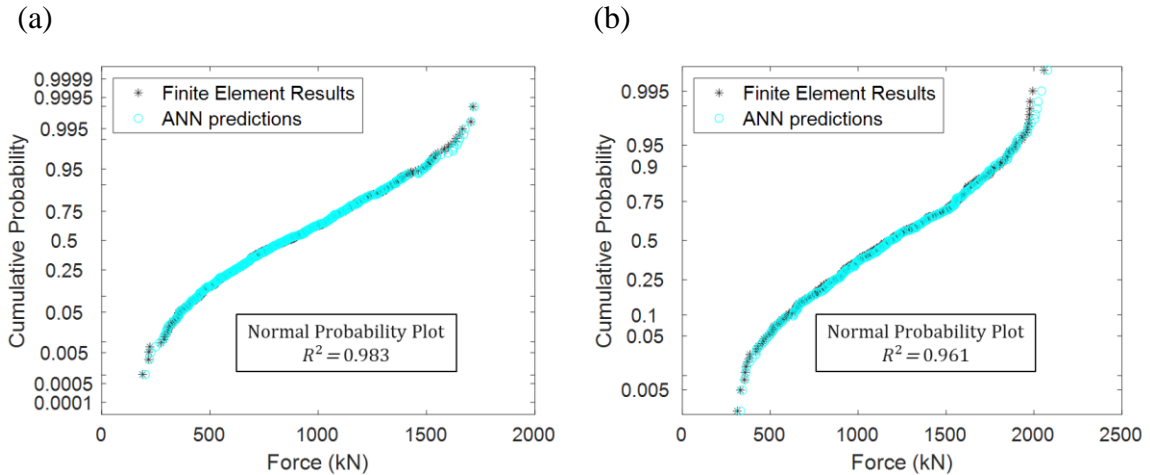 (a)
Cumulative Probability
0.9999
0.9995
0.995
0.95
0.75
0.5
0.25
0.05
0.005
0.0005
0.0001
Finite Element Results
ANN predictions
Normal Probability Plot
R² = 0.983
0 500 1000 1500 2000
Force (kN)
(b)
Cumulative Probability
0.995
0.95
0.9
0.75
0.5
0.25
0.1
0.05
0.005
Finite Element Results
ANN predictions
Normal Probability Plot
R² = 0.961
0 500 1000 1500 2000 2500
Force (kN)